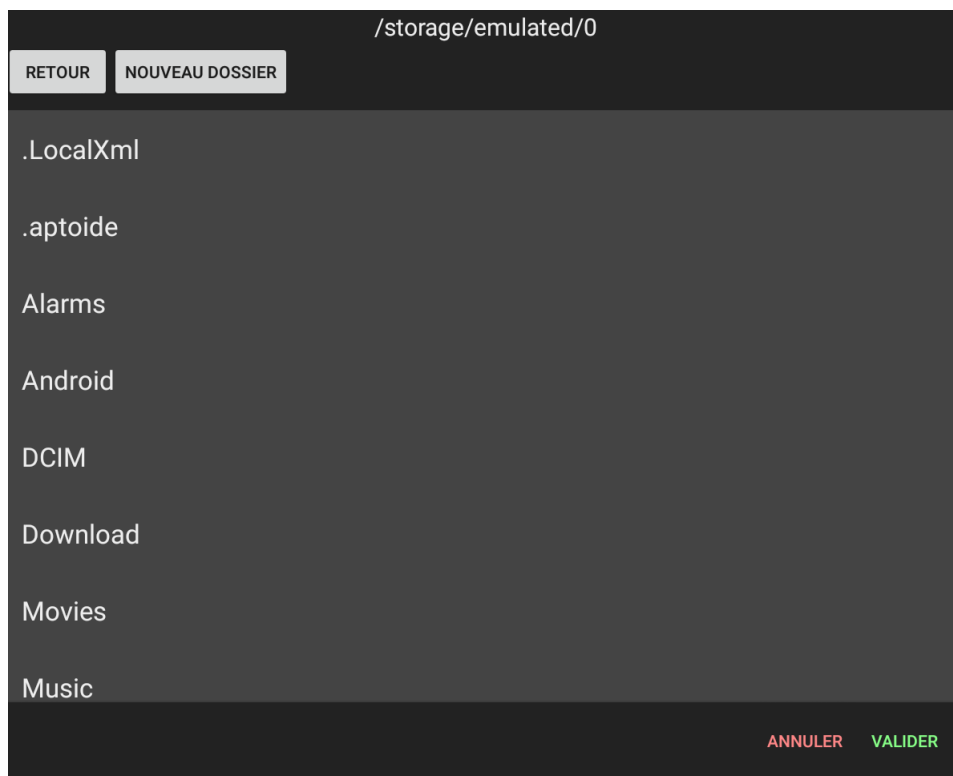 /storage/emulated/0
RETOUR NOUVEAU DOSSIER
.LocalXml
.aptoide
Alarms
Android
DCIM
Download
Movies
Music
ANNULER VALIDER